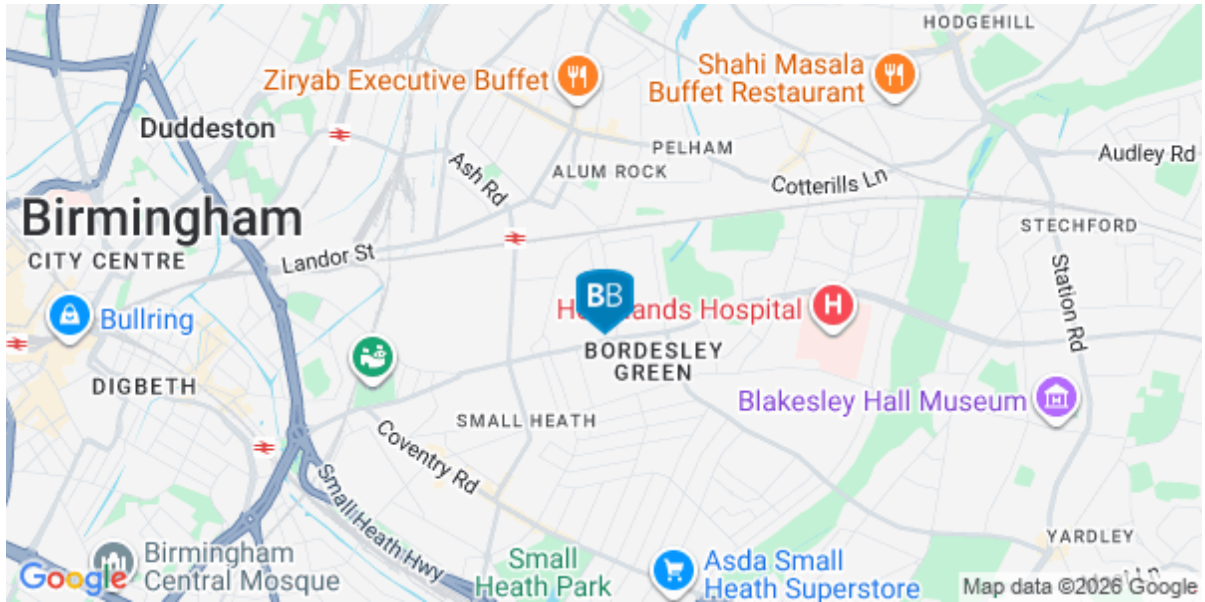 HODGEHILL
Ziryab Executive Buffet
Shahi Masala
Buffet Restaurant
Duddeston
PELHAM
Audley Rd
Ash Rd
ALUM ROCK
Cotterills Ln
Birmingham
CITY CENTRE
Landor St
STECHFORD
Station Rd
BB
Hospital
H
Bullring
BORDESLEY
GREEN
DIGBETH
Blakesley Hall Museum
SMALL HEATH
Coventry Rd
Small Heath Hwy
YARDLEY
Birmingham
Central Mosque
Small
Heath Park
Asda Small
Heath Superstore
Google
Map data ©2026 Google